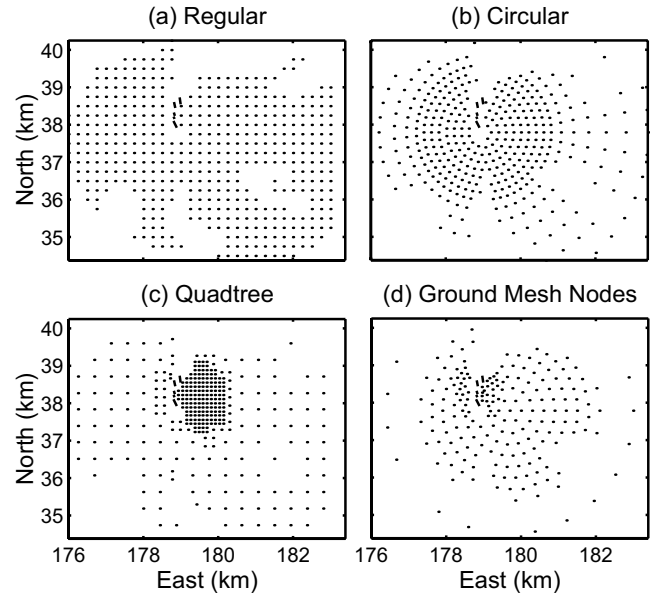 (a) Regular
(b) Circular
40
39
38
37
36
35
North (km)
(c) Quadtree
(d) Ground Mesh Nodes
40
39
38
37
36
35
North (km)
176 178 180 182
176 178 180 182
East (km)
East (km)